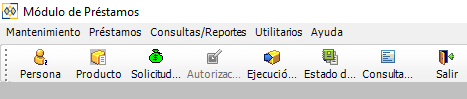 Módulo de Préstamos
Mantenimiento Préstamos Consultas/Reportes Utilitarios Ayuda
Persona Producto Solicitud... Autorizac... Ejecució... Estado d... Consulta... Salir